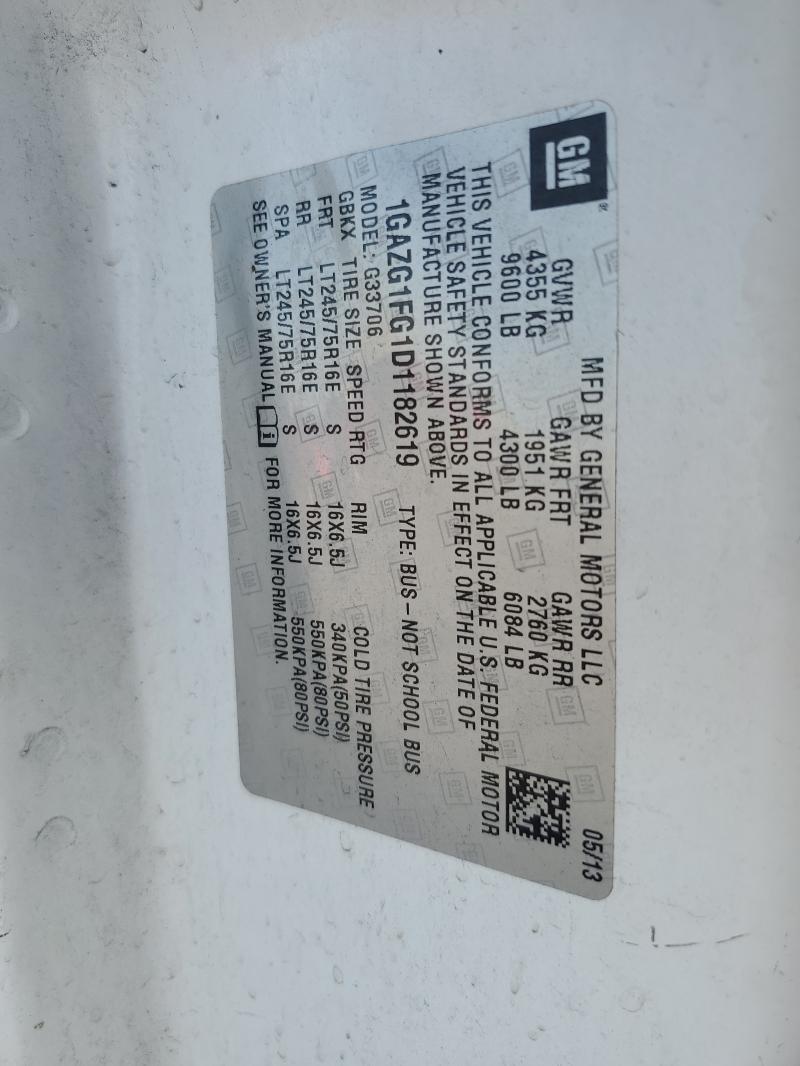 GM
MFD BY GENERAL MOTORS LLC 05/13
GVWR GAWR FRT GAWR RR
4355 KG 1951 KG 2760 KG
9600 LB 4300 LB 6084 LB
THIS VEHICLE CONFORMS TO ALL APPLICABLE U.S. FEDERAL MOTOR
VEHICLE SAFETY STANDARDS IN EFFECT ON THE DATE OF
MANUFACTURE SHOWN ABOVE.
1GAZG1FG1D1182619 TYPE: BUS – NOT SCHOOL BUS
MODEL: G33706
GBKX TIRE SIZE SPEED RTG RIM COLD TIRE PRESSURE
FRT LT245/75R16E S 16X6.5J 340KPA(50PSI)
RR LT245/75R16E S 16X6.5J 550KPA(80PSI)
SPA LT245/75R16E S 16X6.5J 550KPA(80PSI)
SEE OWNER'S MANUAL i FOR MORE INFORMATION.